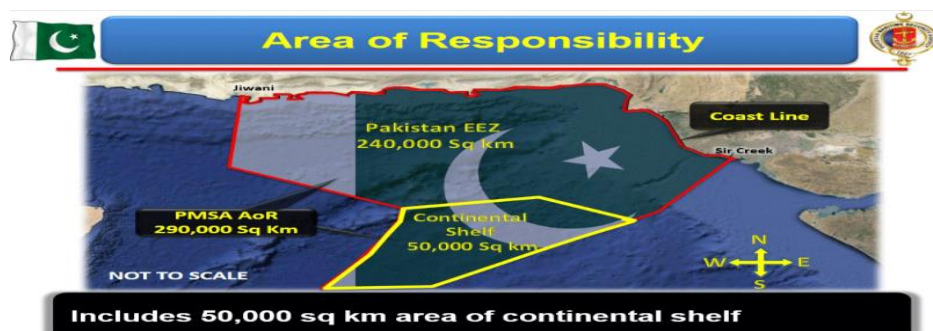 Area of Responsibility
Jiwani
Pakistan EEZ
240,000 Sq km
Coast Line
Sir Creek
PMSA AoR
290,000 Sq Km
Continental
Shelf
50,000 Sq km
N
W E
S
NOT TO SCALE
Includes 50,000 sq km area of continental shelf